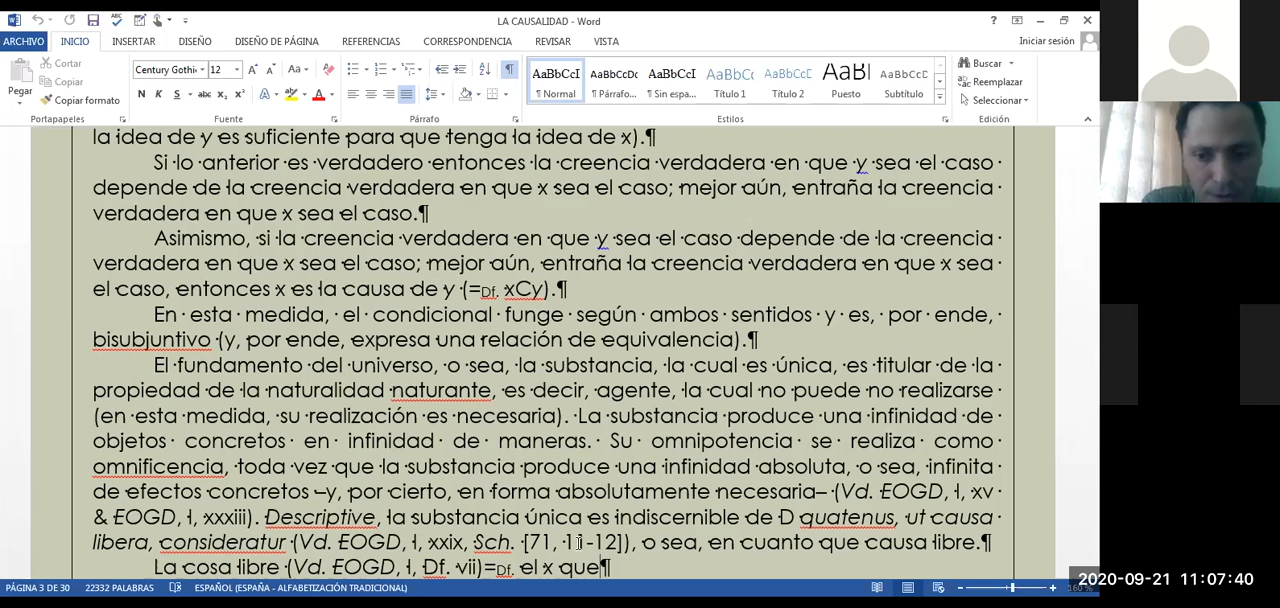 LA CAUSALIDAD - Word
ARCHIVO INICIO INSERTAR DISEÑO DISEÑO DE PÁGINA REFERENCIAS CORRESPONDENCIA REVISAR VISTA Iniciar sesión
Pegar
Cortar
Copiar
Copiar formato
Portapapeles
Century Gothi 12
N K S abc x₂ x²
Fuente
Párrafo
AaBbCcI AaBbCcDc AaBbCcI AaBbCc AaBbCcI AaBl AaBbCcD
¶ Normal ¶ Párrafo... ¶ Sin espa... Título 1 Título 2 Puesto Subtítulo
Estilos
Buscar
Reemplazar
Seleccionar
Edición
la idea de y es suficiente para que tenga la idea de x).¶
Si lo anterior es verdadero entonces la creencia verdadera en que y sea el caso
depende de la creencia verdadera en que x sea el caso; mejor aún, entraña la creencia
verdadera en que x sea el caso.¶
Asimismo, si la creencia verdadera en que y sea el caso depende de la creencia
verdadera en que x sea el caso; mejor aún, entraña la creencia verdadera en que x sea
el caso, entonces x es la causa de y (=Df. xCy).¶
En esta medida, el condicional funge según ambos sentidos y es, por ende,
bisubjuntivo (y, por ende, expresa una relación de equivalencia).¶
El fundamento del universo, o sea, la substancia, la cual es única, es titular de la
propiedad de la naturalidad naturante, es decir, agente, la cual no puede no realizarse
(en esta medida, su realización es necesaria). La substancia produce una infinidad de
objetos concretos en infinidad de maneras. Su omnipotencia se realiza como
omnificencia, toda vez que la substancia produce una infinidad absoluta, o sea, infinita
de efectos concretos –y, por cierto, en forma absolutamente necesaria– (Vd. EOGD, I, xv
& EOGD, I, xxxiii). Descriptive, la substancia única es indiscernible de D quatenus, ut causa
libera, consideratur (Vd. EOGD, I, xxix, Sch. [71, 11-12]), o sea, en cuanto que causa libre.¶
La cosa libre (Vd. EOGD, I, Df. vii)=Df. el x que¶
PÁGINA 3 DE 30 22332 PALABRAS ESPAÑOL (ESPAÑA - ALFABETIZACIÓN TRADICIONAL) 160 %
2020-09-21 11:07:40